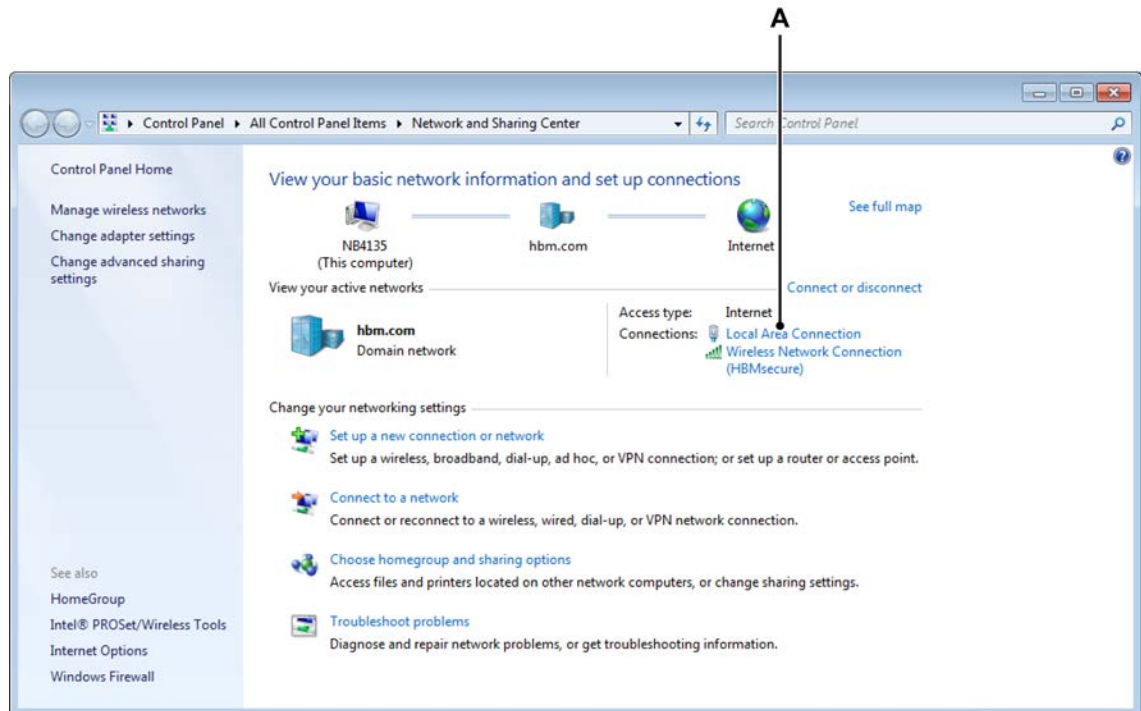 A
Control Panel ▸ All Control Panel Items ▸ Network and Sharing Center
Search Control Panel
Control Panel Home
Manage wireless networks
Change adapter settings
Change advanced sharing
settings
See also
HomeGroup
Intel® PROSet/Wireless Tools
Internet Options
Windows Firewall
View your basic network information and set up connections
See full map
NB4135
(This computer)
hbm.com
Internet
View your active networks
Connect or disconnect
hbm.com
Domain network
Access type: Internet
Connections: Local Area Connection
Wireless Network Connection
(HBMsecure)
Change your networking settings
Set up a new connection or network
Set up a wireless, broadband, dial-up, ad hoc, or VPN connection; or set up a router or access point.
Connect to a network
Connect or reconnect to a wireless, wired, dial-up, or VPN network connection.
Choose homegroup and sharing options
Access files and printers located on other network computers, or change sharing settings.
Troubleshoot problems
Diagnose and repair network problems, or get troubleshooting information.